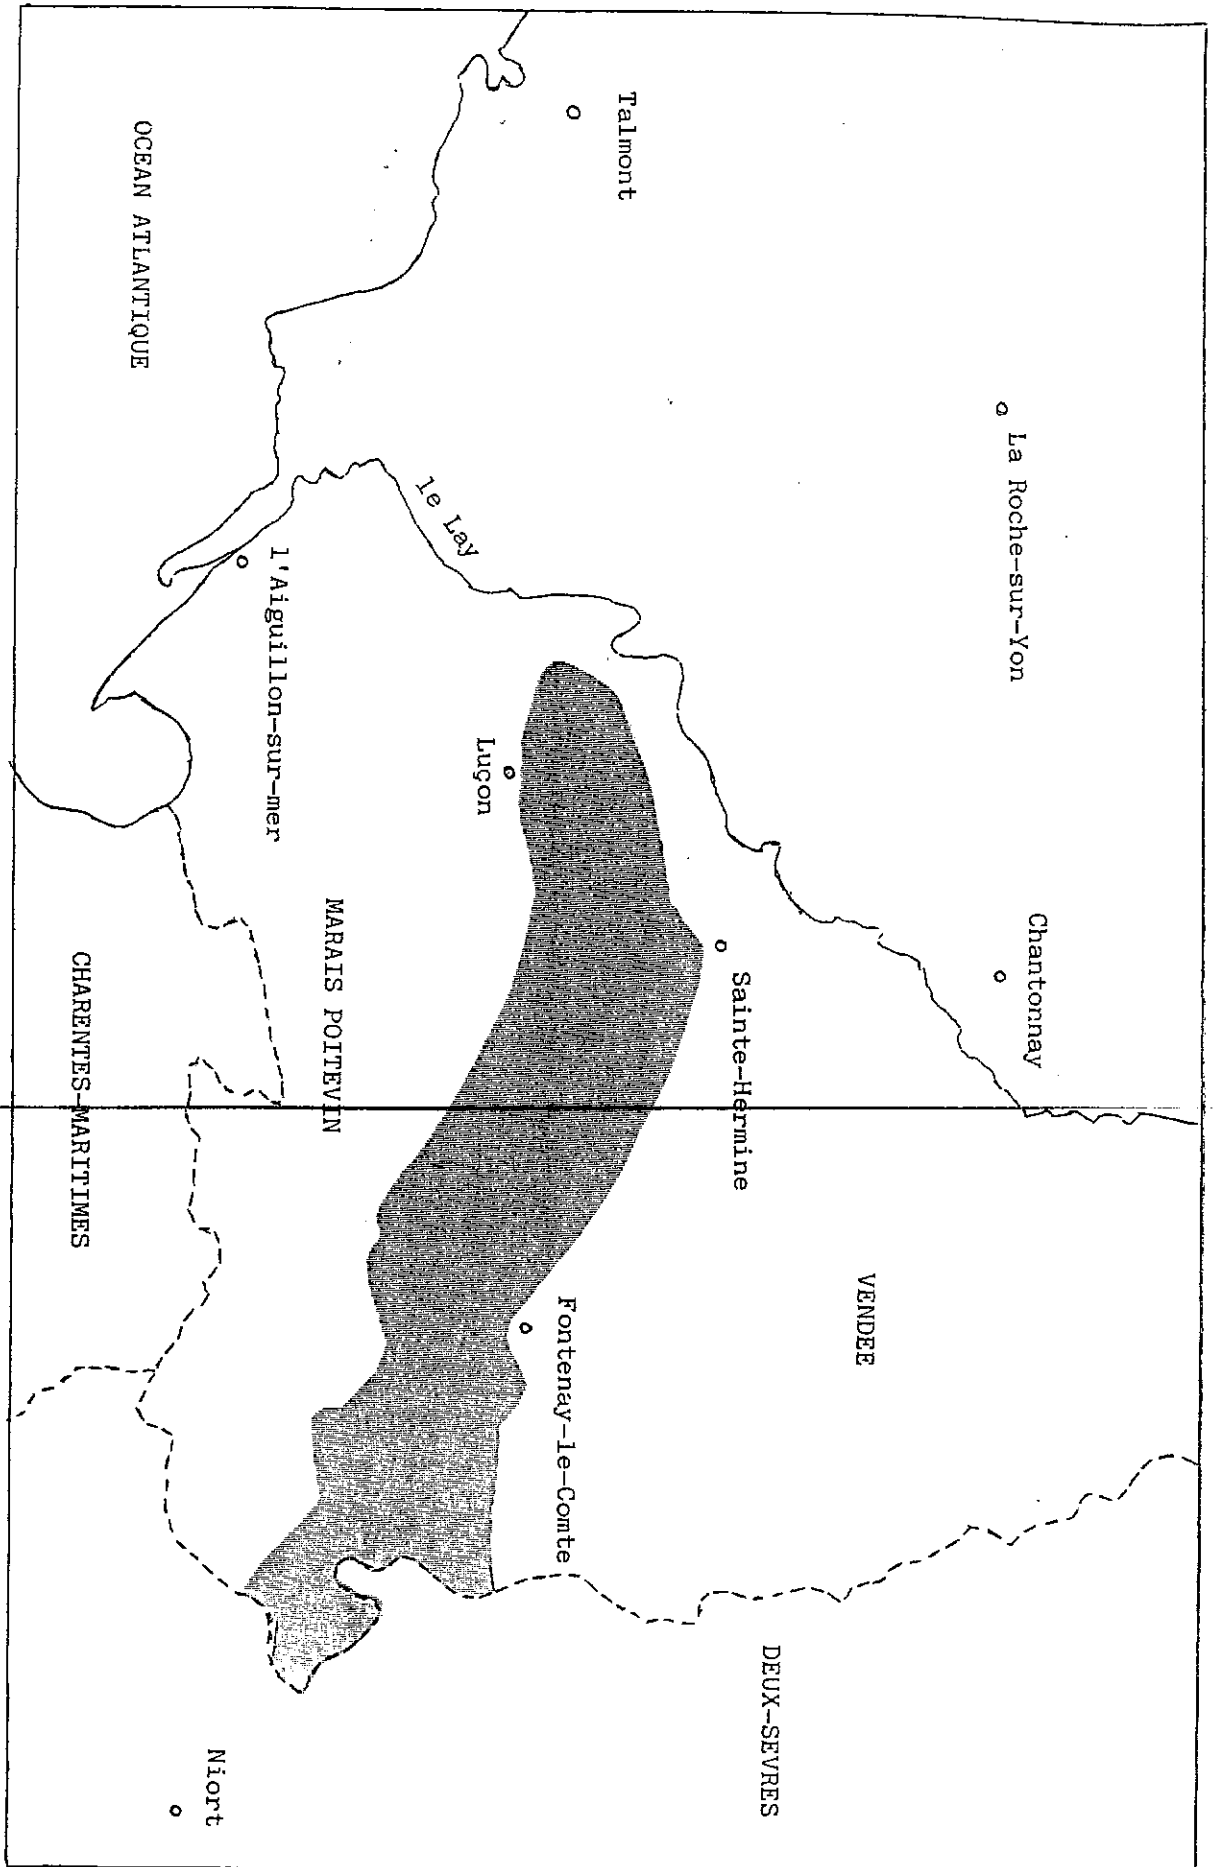 La Roche-sur-Yon
Chantonnay
VENDEE
DEUX-SEVRES
Talmont
Sainte-Hermine
Fontenay-le-Comte
le Lay
Luçon
l'Aiguillon-sur-mer
MARAIS POITEVIN
OCEAN ATLANTIQUE
CHARENTES-MARITIMES
Niort